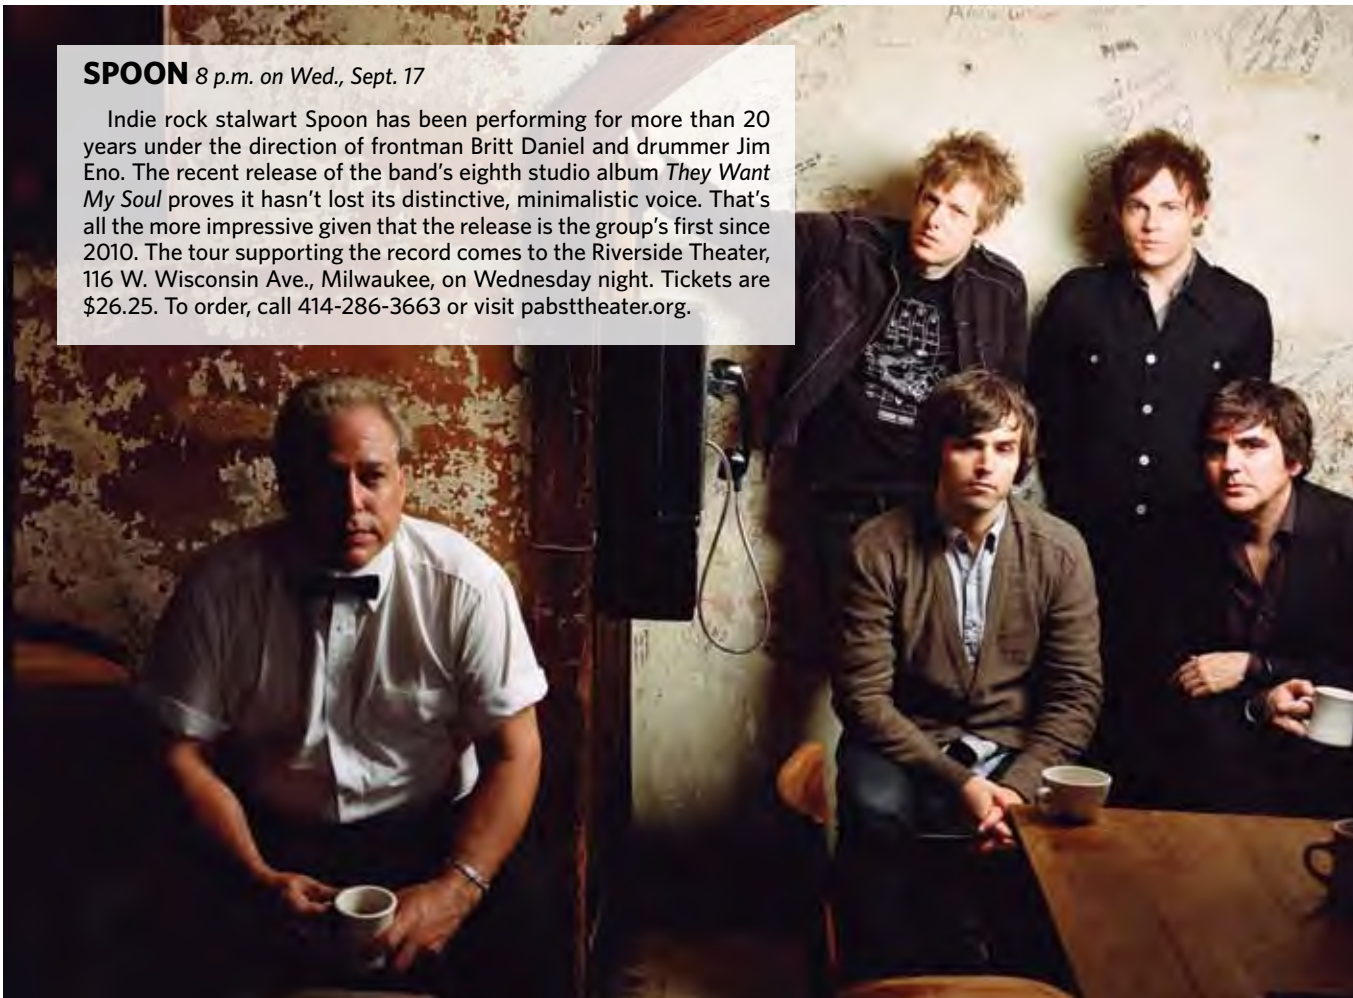 SPOON 8 p.m. on Wed., Sept. 17
Indie rock stalwart Spoon has been performing for more than 20
years under the direction of frontman Britt Daniel and drummer Jim
Eno. The recent release of the band's eighth studio album They Want
My Soul proves it hasn't lost its distinctive, minimalistic voice. That's
all the more impressive given that the release is the group's first since
2010. The tour supporting the record comes to the Riverside Theater,
116 W. Wisconsin Ave., Milwaukee, on Wednesday night. Tickets are
$26.25. To order, call 414-286-3663 or visit pabsttheater.org.